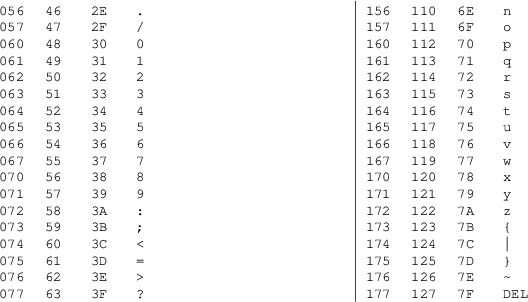 056 46 2E . 156 110 6E n
057 47 2F / 157 111 6F o
060 48 30 0 160 112 70 p
061 49 31 1 161 113 71 q
062 50 32 2 162 114 72 r
063 51 33 3 163 115 73 s
064 52 34 4 164 116 74 t
065 53 35 5 165 117 75 u
066 54 36 6 166 118 76 v
067 55 37 7 167 119 77 w
070 56 38 8 170 120 78 x
071 57 39 9 171 121 79 y
072 58 3A : 172 122 7A z
073 59 3B ; 173 123 7B {
074 60 3C < 174 124 7C |
075 61 3D = 175 125 7D }
076 62 3E > 176 126 7E ~
077 63 3F ? 177 127 7F DEL